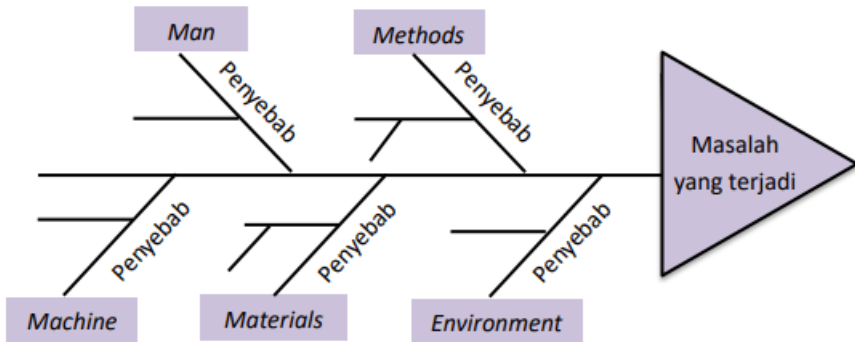 Man
Methods
Penyebab
Penyebab
Masalah
yang terjadi
Penyebab
Penyebab
Penyebab
Machine
Materials
Environment